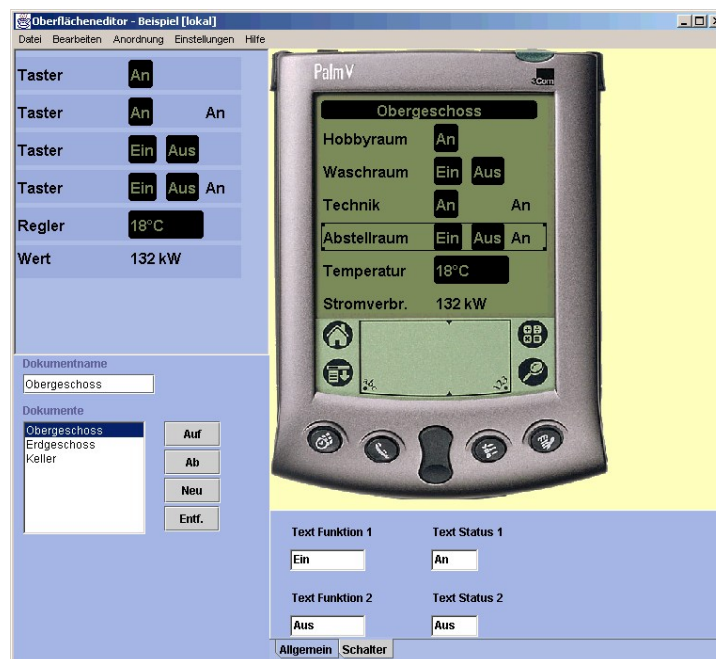 Oberflächeneditor - Beispiel [lokal]
Datei Bearbeiten Anordnung Einstellungen Hilfe
Taster An
Taster An An
Taster Ein Aus
Taster Ein Aus An
Regler 18°C
Wert 132 kW
Palm V
3Com
Obergeschoss
Hobbyraum An
Waschraum Ein Aus
Technik An An
Abstellraum Ein Aus An
Temperatur 18°C
Stromverbr. 132 kW
Dokumentname
Obergeschoss
Dokumente
Obergeschoss
Erdgeschoss
Keller
Auf
Ab
Neu
Entf.
Text Funktion 1 Text Status 1
Ein An
Text Funktion 2 Text Status 2
Aus Aus
Allgemein Schalter